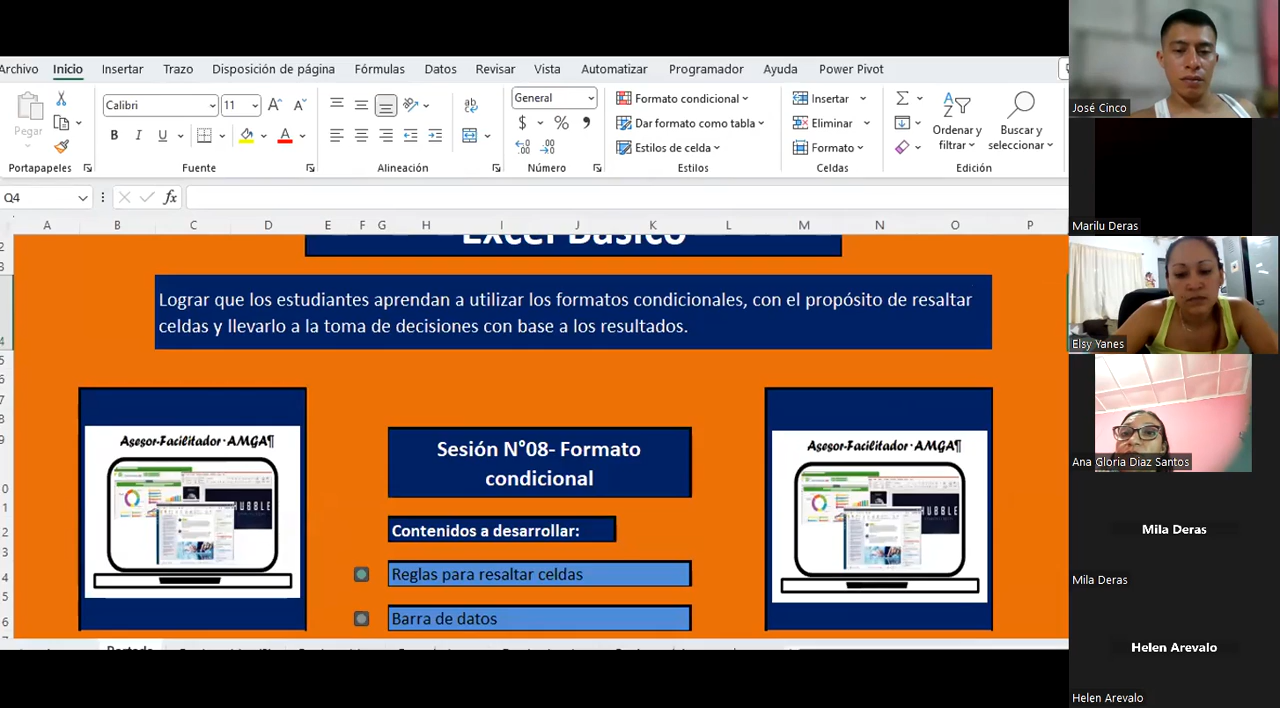 Archivo Inicio Insertar Trazo Disposición de página Fórmulas Datos Revisar Vista Automatizar Programador Ayuda Power Pivot
Pegar
Portapapeles
Calibri 11
Fuente
Alineación
General
Número
Formato condicional
Dar formato como tabla
Estilos de celda
Estilos
Insertar
Eliminar
Formato
Celdas
Ordenar y
filtrar
Buscar y
seleccionar
Edición
Q4
fx
A B C D E F G H I J K L M N O P
Excel Básico
Lograr que los estudiantes aprendan a utilizar los formatos condicionales, con el propósito de resaltar
celdas y llevarlo a la toma de decisiones con base a los resultados.
Asesor-Facilitador·AMGA¶
HUBBLE
Sesión N°08- Formato
condicional
Contenidos a desarrollar:
Reglas para resaltar celdas
Barra de datos
Asesor-Facilitador·AMGA¶
HUBBLE
José Cinco
Marilu Deras
Elsy Yanes
Ana Gloria Diaz Santos
Mila Deras
Mila Deras
Helen Arevalo
Helen Arevalo